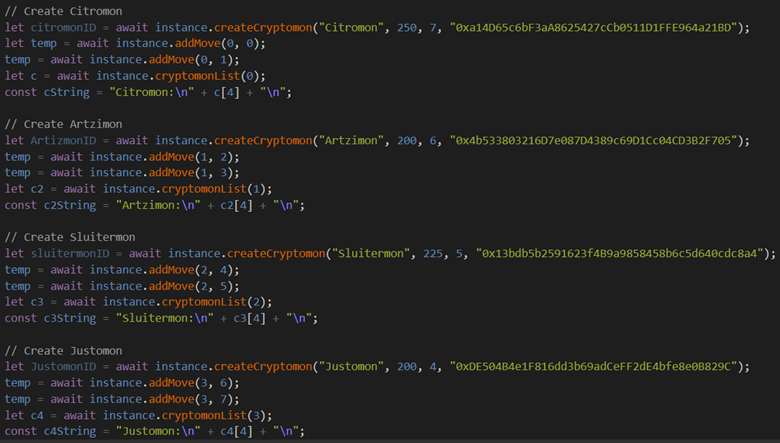 // Create Citromon
let citromonID = await instance.createCryptomon("Citromon", 250, 7, "0xa14D65c6bF3aA8625427cCb0511D1FFE964a21BD");
let temp = await instance.addMove(0, 0);
temp = await instance.addMove(0, 1);
let c = await instance.cryptomonList(0);
const cString = "Citromon:\n" + c[4] + "\n";
// Create Artzimon
let ArtizmonID = await instance.createCryptomon("Artzimon", 200, 6, "0x4b533803216D7e087D4389c69D1Cc04CD3B2F705");
temp = await instance.addMove(1, 2);
temp = await instance.addMove(1, 3);
let c2 = await instance.cryptomonList(1);
const c2String = "Artzimon:\n" + c2[4] + "\n";
// Create Sluitermon
let sluitermonID = await instance.createCryptomon("Sluitermon", 225, 5, "0x13bdb5b2591623f4B9a9858458b6c5d640cdc8a4");
temp = await instance.addMove(2, 4);
temp = await instance.addMove(2, 5);
let c3 = await instance.cryptomonList(2);
const c3String = "Sluitermon:\n" + c3[4] + "\n";
// Create Justomon
let JustomonID = await instance.createCryptomon("Justomon", 200, 4, "0xDE504B4e1F816dd3b69adCeFF2dE4bfe8e0B829C");
temp = await instance.addMove(3, 6);
temp = await instance.addMove(3, 7);
let c4 = await instance.cryptomonList(3);
const c4String = "Justomon:\n" + c4[4] + "\n";